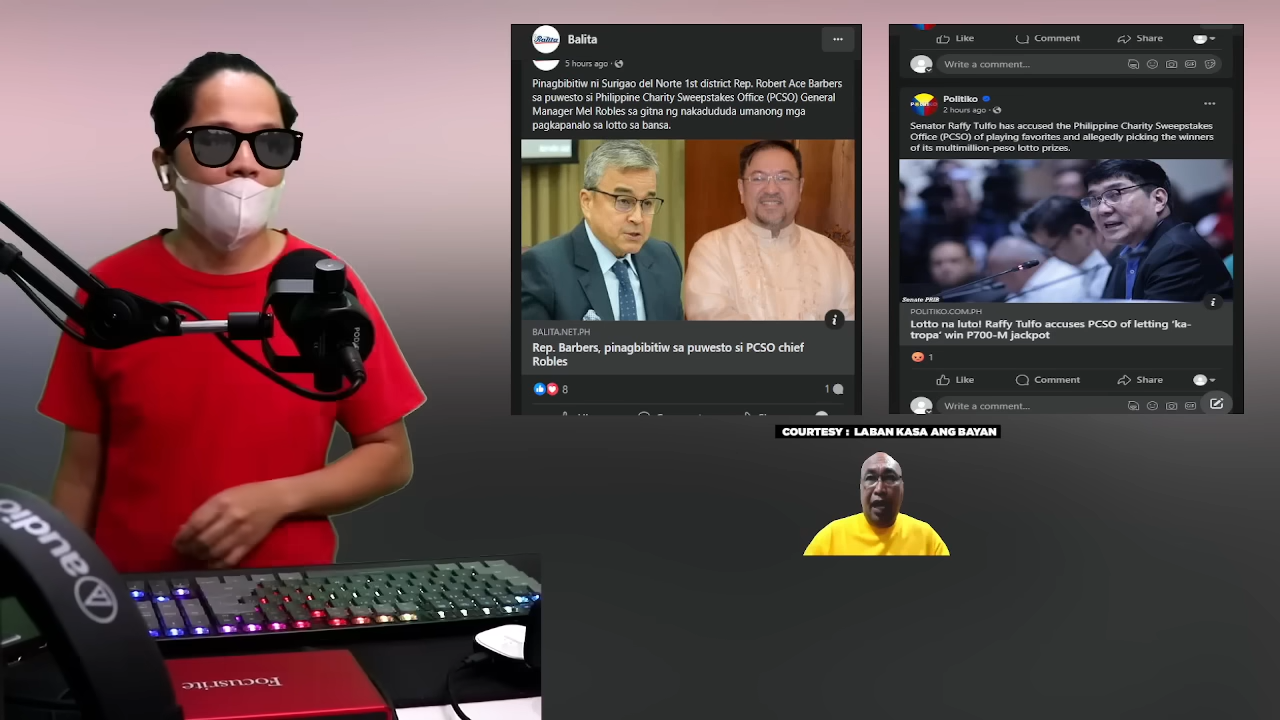 Balita
Balita
5 hours ago
Pinagbibitiw ni Surigao del Norte 1st district Rep. Robert Ace Barbers
sa puwesto si Philippine Charity Sweepstakes Office (PCSO) General
Manager Mel Robles sa gitna ng nakadududa umanong mga
pagkapanalo sa lotto sa bansa.
BALITA.NET.PH
Rep. Barbers, pinagbibitiw sa puwesto si PCSO chief
Robles
8
1
Like Comment Share
Write a comment...
Politiko
2 hours ago
Senator Raffy Tulfo has accused the Philippine Charity Sweepstakes
Office (PCSO) of playing favorites and allegedly picking the winners
of its multimillion-peso lotto prizes.
Senate PRIB
POLITIKO.COM.PH
Lotto na luto! Raffy Tulfo accuses PCSO of letting ‘ka-
tropa’ win P700-M jackpot
1
Like Comment Share
Write a comment...
COURTESY : LABAN KASA ANG BAYAN
audio
Focusrite